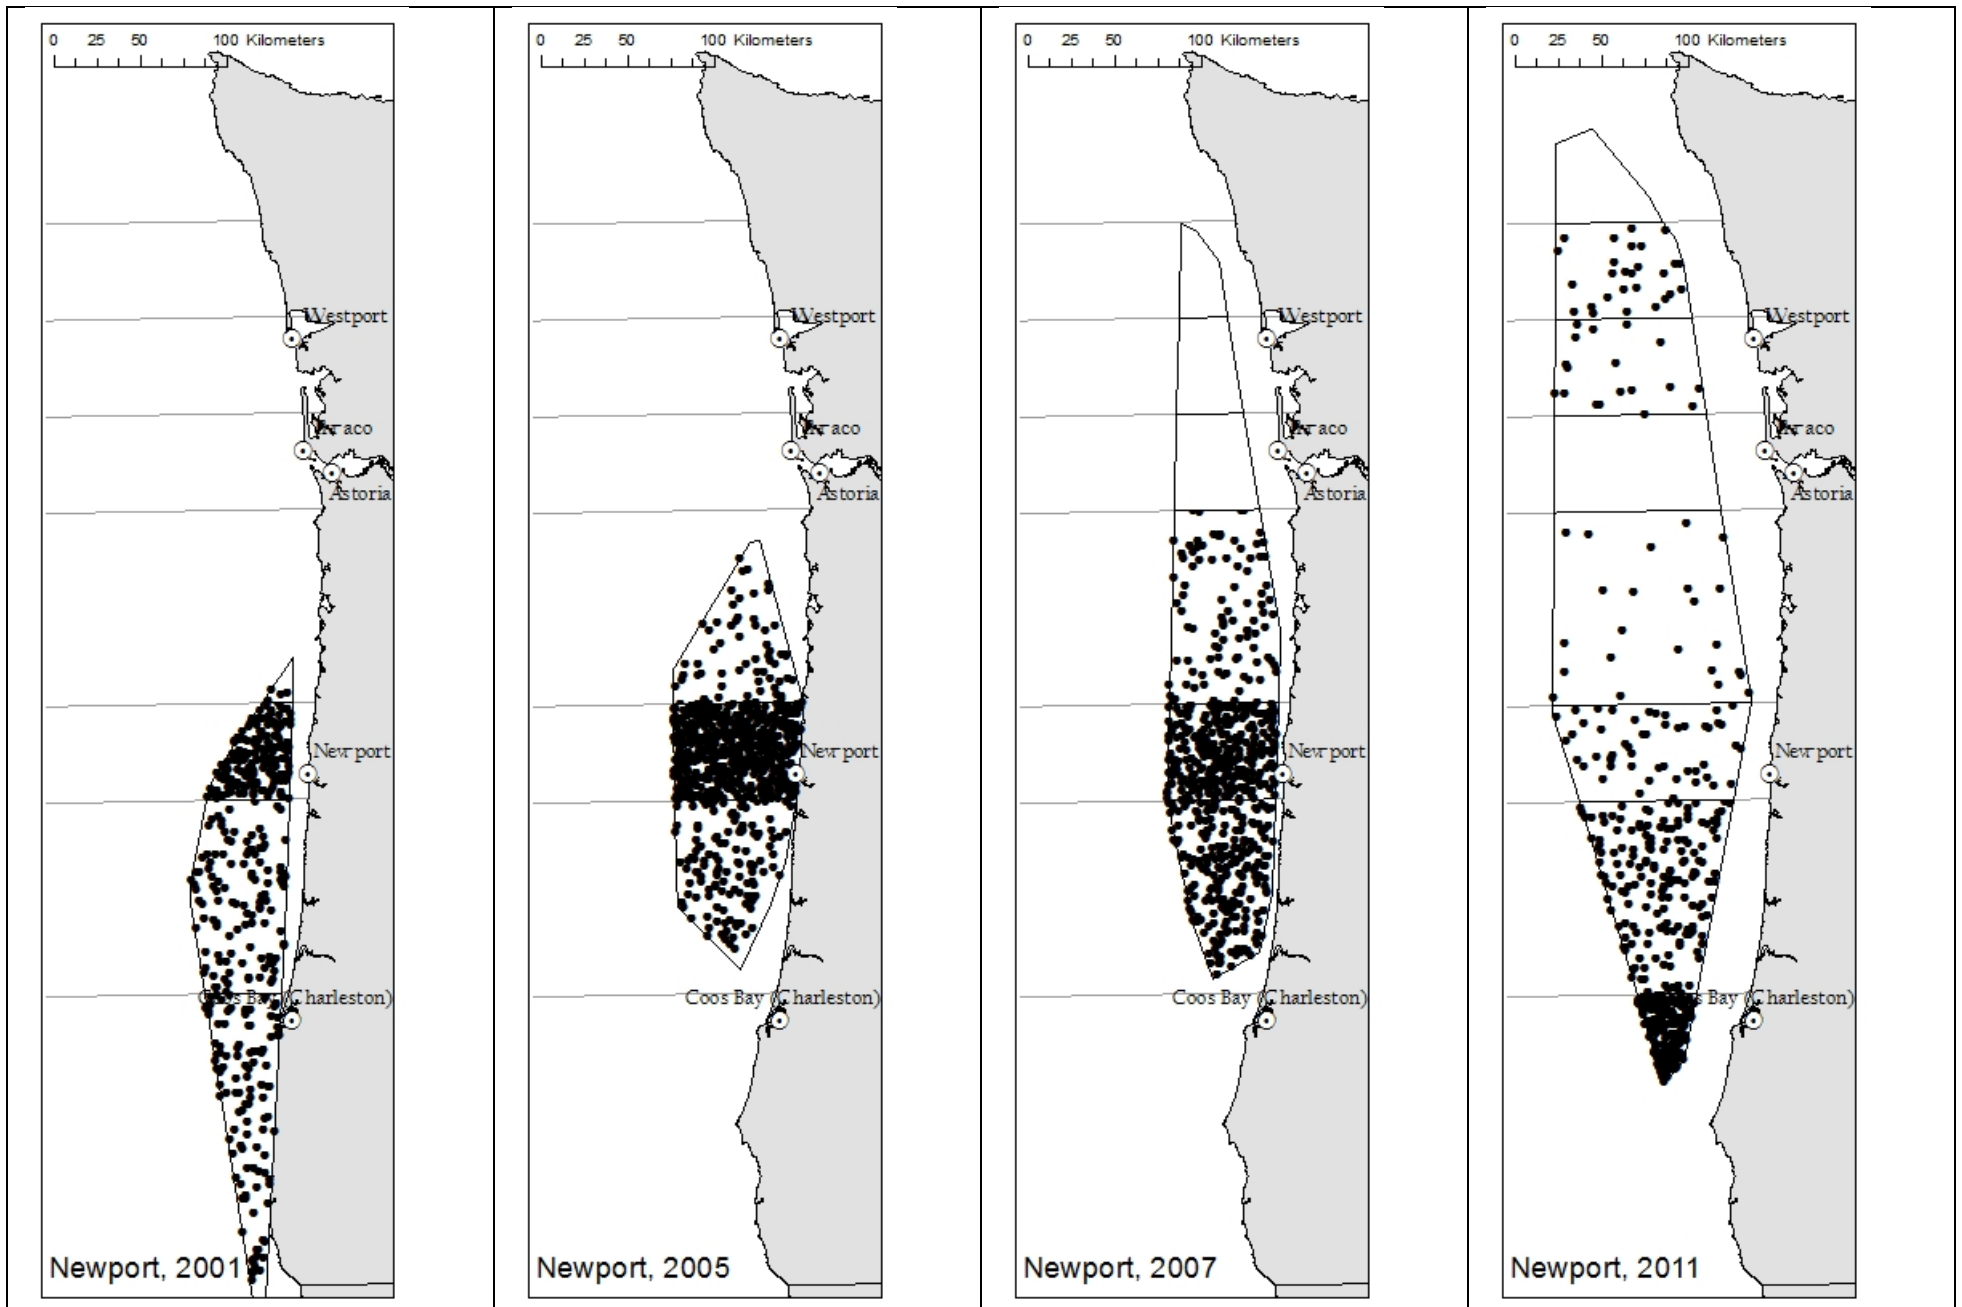 0 25 50 100 Kilometers
Westport
Astoria
Newport
Coos Bay (Charleston)
Newport, 2001
0 25 50 100 Kilometers
Westport
Astoria
Newport
Coos Bay (Charleston)
Newport, 2005
0 25 50 100 Kilometers
Westport
Astoria
Newport
Coos Bay (Charleston)
Newport, 2007
0 25 50 100 Kilometers
Westport
Astoria
Newport
Bay (Charleston)
Newport, 2011